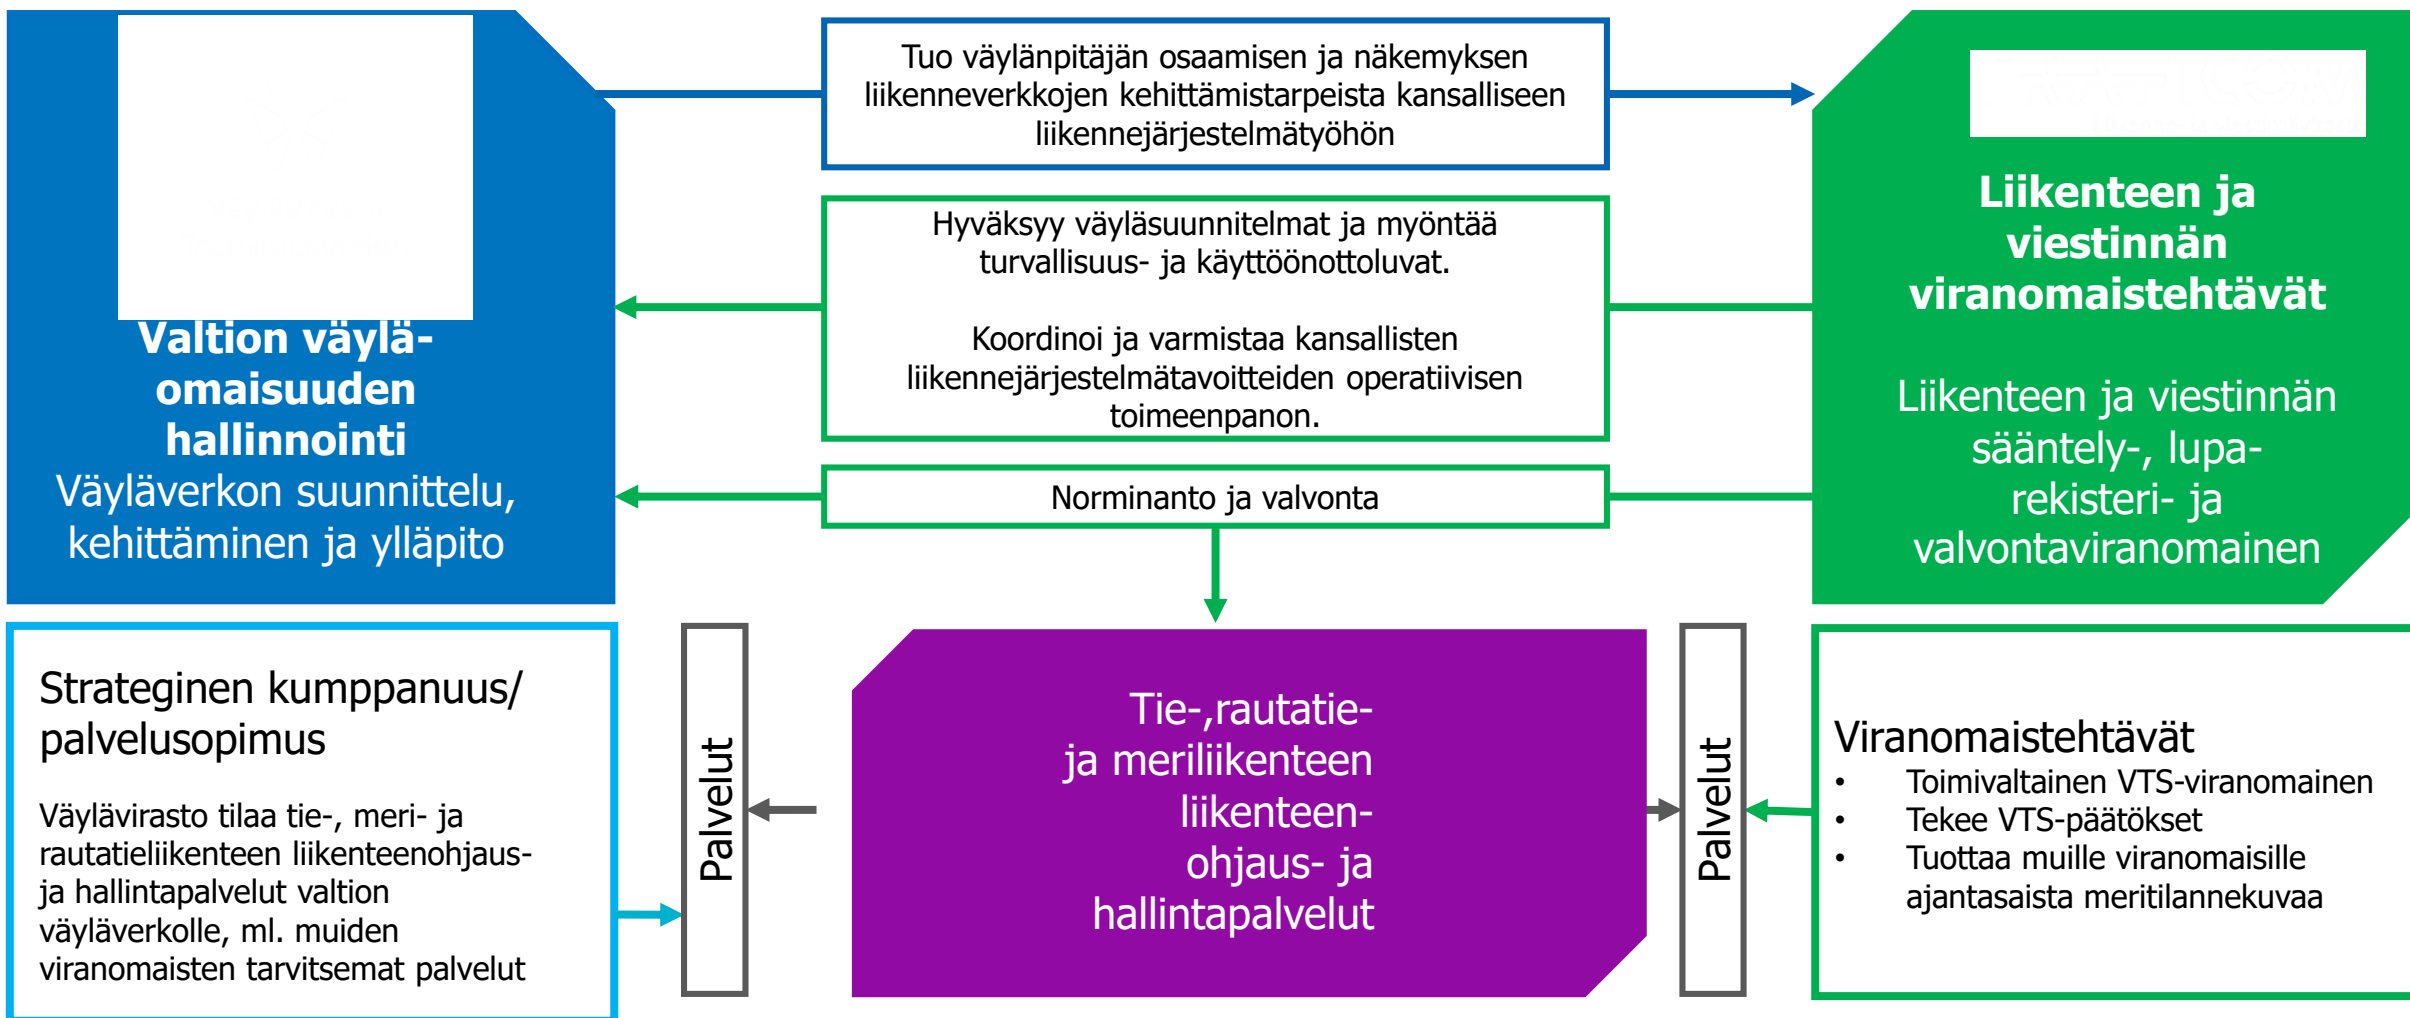 Tuo väylänpitäjän osaamisen ja näkemyksen
liikenneverkkojen kehittämistarpeista kansalliseen
liikennejärjestelmätyöhön
Hyväksyy väyläsuunnitelmat ja myöntää
turvallisuus- ja käyttöönottoluvat.
Koordinoi ja varmistaa kansallisten
liikennejärjestelmätavoitteiden operatiivisen
toimeenpanon.
Norminanto ja valvonta
Valtion väylä-
omaisuuden
hallinnointi
Väyläverkon suunnittelu,
kehittäminen ja ylläpito
Liikenteen ja
viestinnän
viranomaistehtävät
Liikenteen ja viestinnän
sääntely-, lupa-
rekisteri- ja
valvontaviranomainen
Strateginen kumppanuus/
palvelusopimus
Väylävirasto tilaa tie-, meri- ja
rautatieliikenteen liikenteenohjaus-
ja hallintapalvelut valtion
väyläverkolle, ml. muiden
viranomaisten tarvitsemat palvelut
Palvelut
Tie-,rautatie-
ja meriliikenteen
liikenteen-
ohjaus- ja
hallintapalvelut
Palvelut
Viranomaistehtävät
• Toimivaltainen VTS-viranomainen
• Tekee VTS-päätökset
• Tuottaa muille viranomaisille
ajantasaista meritilannekuvaa